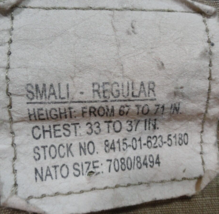 SMALL - REGULAR
HEIGHT: FROM 67 TO 71 IN.
CHEST: 33 TO 37 IN.
STOCK NO. 8415-01-623-5180
NATO SIZE: 7080/8494